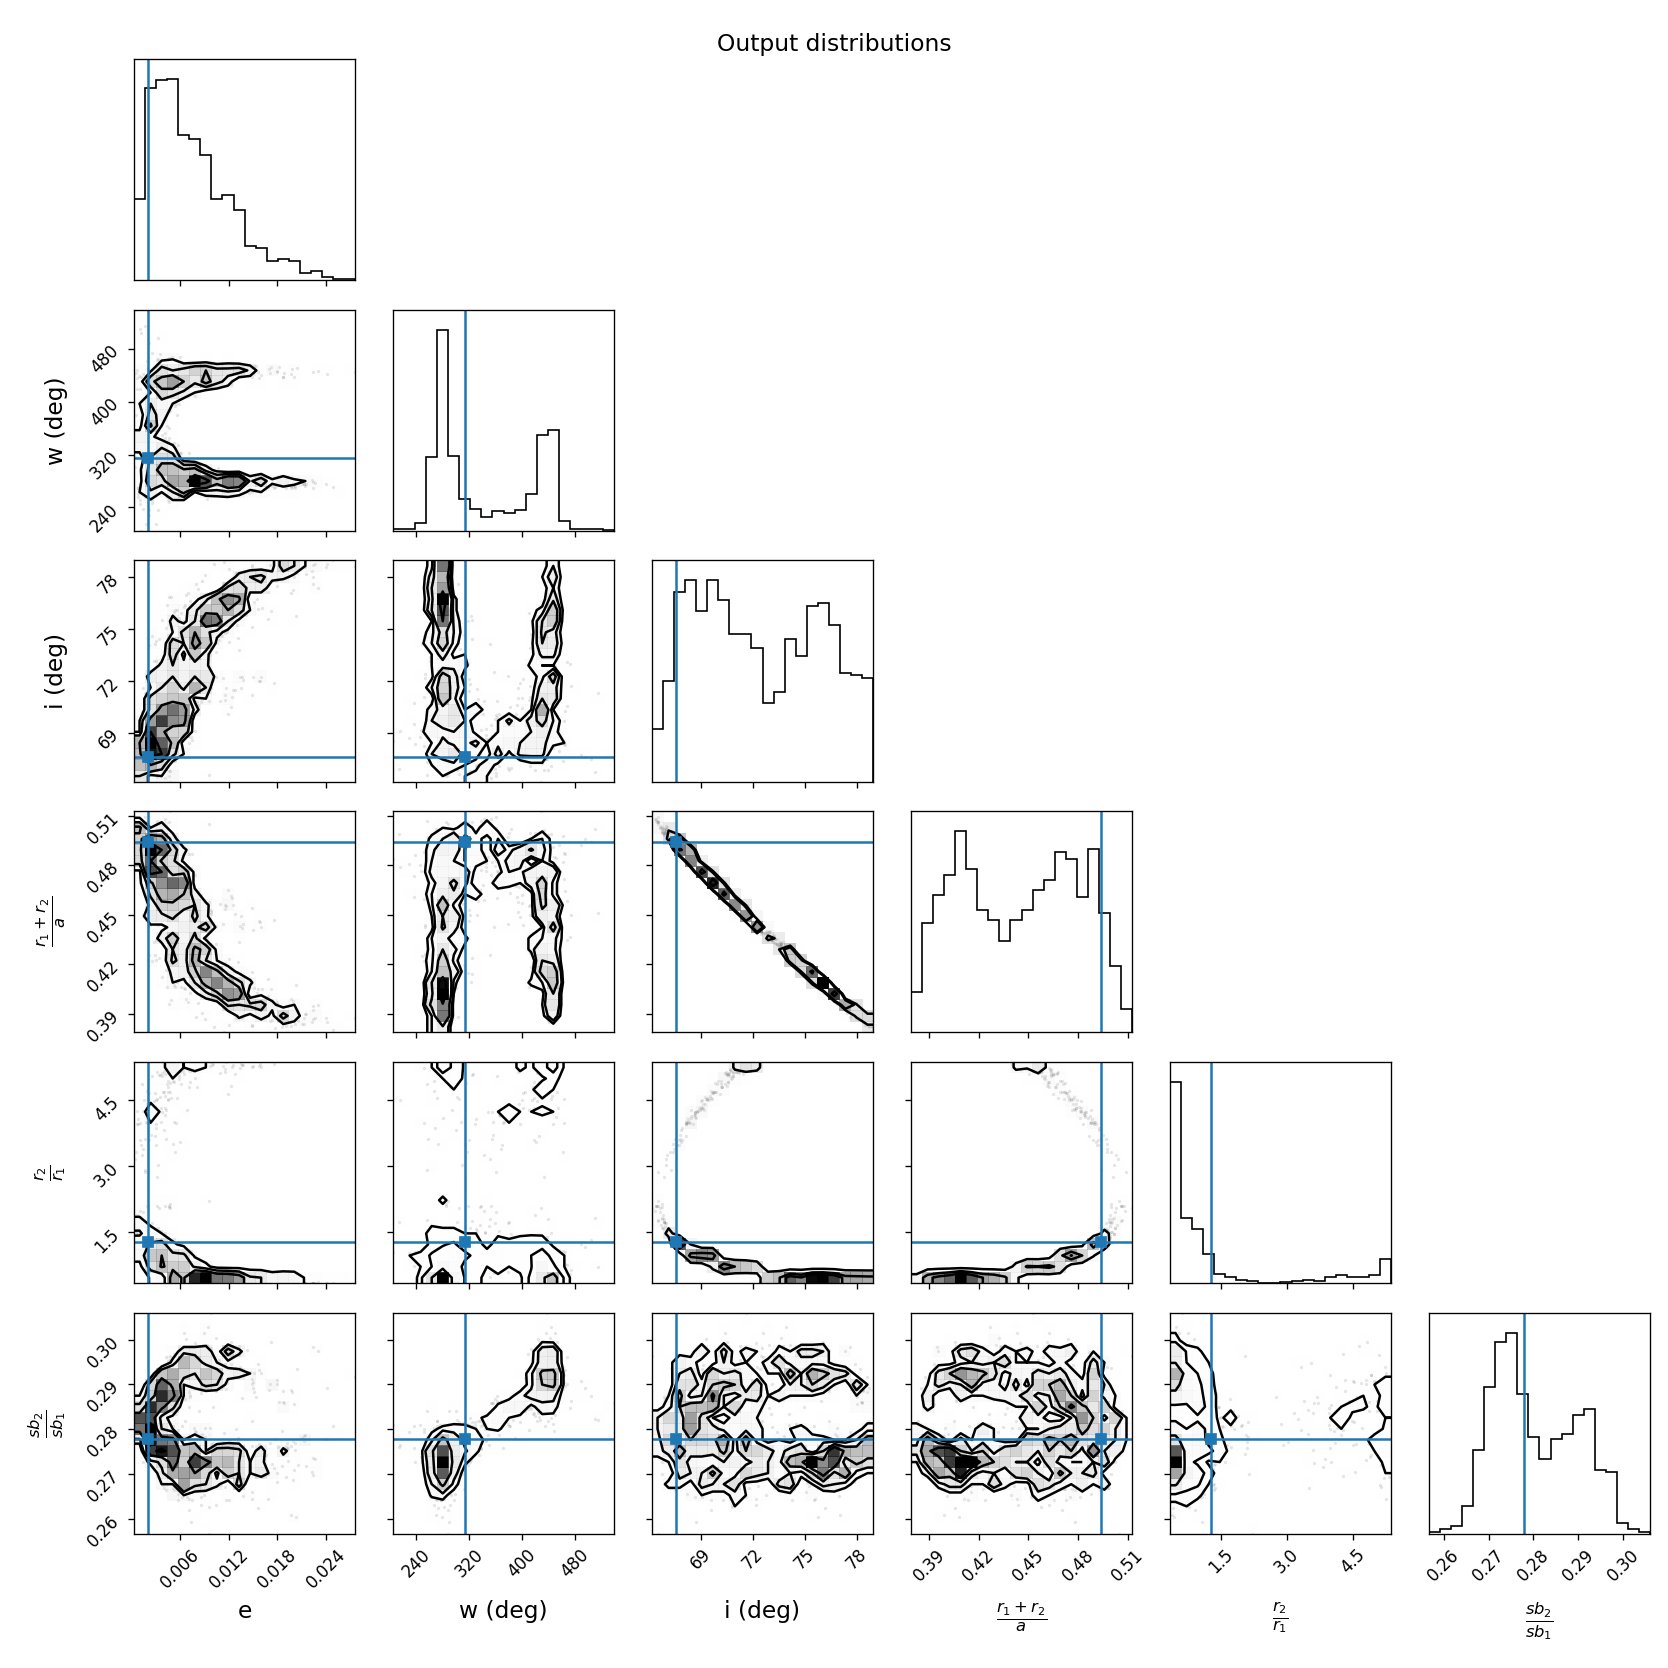 Output distributions
w (deg)
480
400
320
240
i (deg)
78
75
72
69
r₁ + r₂
a
0.51
0.48
0.45
0.42
0.39
r₂
r₁
4.5
3.0
1.5
sb₂
sb₁
0.30
0.29
0.28
0.27
0.26
0.006 0.012 0.018 0.024 240 320 400 480 69 72 75 78 0.39 0.42 0.45 0.48 0.51 1.5 3.0 4.5 0.26 0.27 0.28 0.29 0.30
e w (deg) i (deg)
r₁ + r₂
a
r₂
r₁
sb₂
sb₁